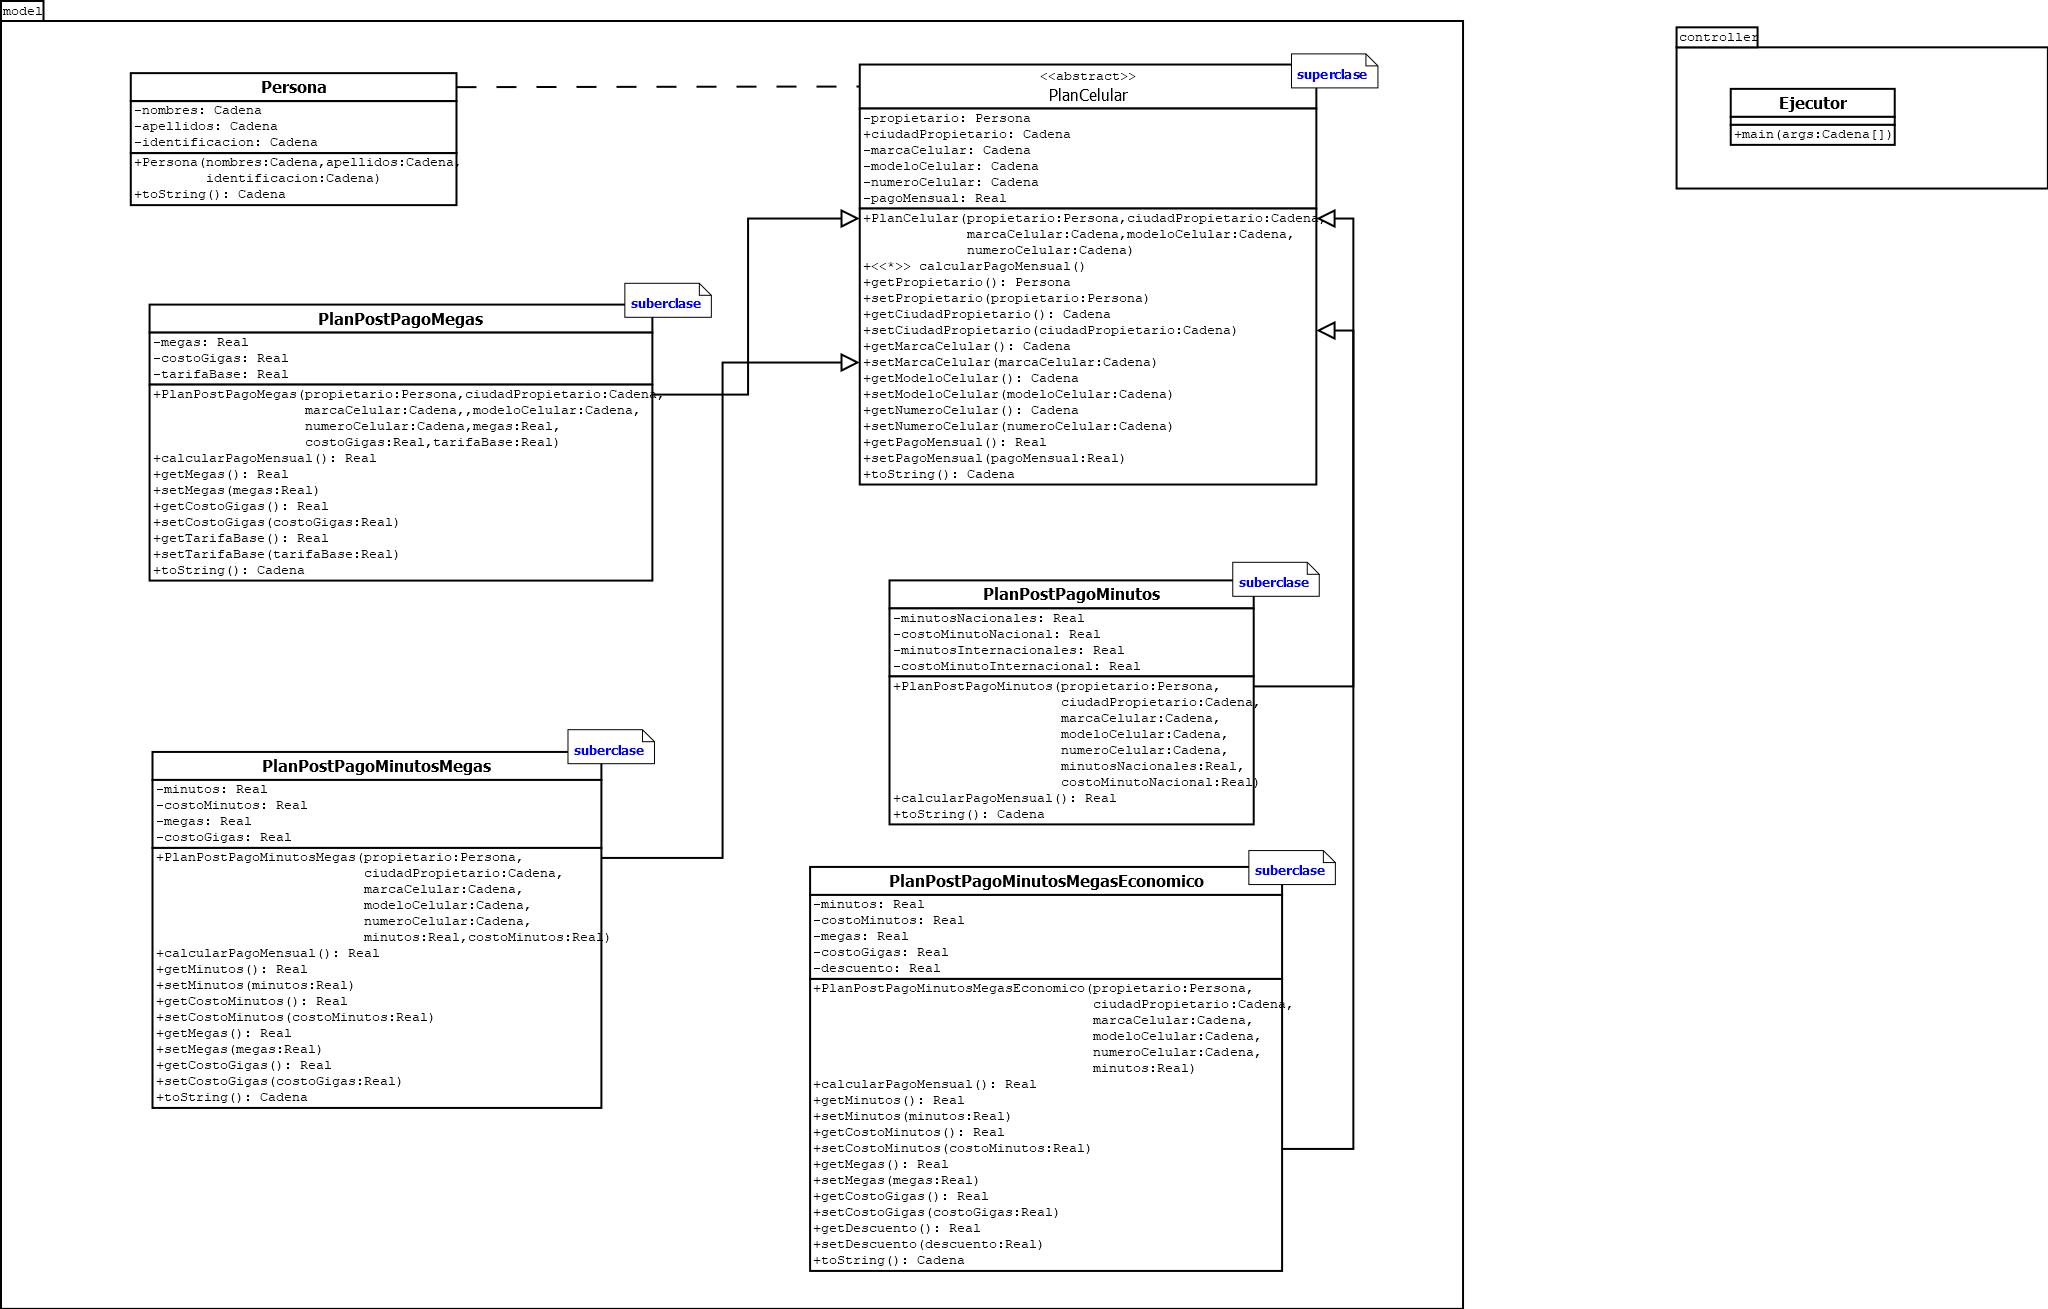 model
Persona
-nombres: Cadena
-apellidos: Cadena
-identificacion: Cadena
+Persona(nombres:Cadena,apellidos:Cadena,
identificacion:Cadena)
+toString(): Cadena
superclase
<<abstract>>
PlanCelular
-propietario: Persona
+ciudadPropietario: Cadena
-marcaCelular: Cadena
-modeloCelular: Cadena
-numeroCelular: Cadena
-pagoMensual: Real
+PlanCelular(propietario:Persona,ciudadPropietario:Cadena,
marcaCelular:Cadena,modeloCelular:Cadena,
numeroCelular:Cadena)
+<<*>> calcularPagoMensual()
+getPropietario(): Persona
+setPropietario(propietario:Persona)
+getCiudadPropietario(): Cadena
+setCiudadPropietario(ciudadPropietario:Cadena)
+getMarcaCelular(): Cadena
+setMarcaCelular(marcaCelular:Cadena)
+getModeloCelular(): Cadena
+setModeloCelular(modeloCelular:Cadena)
+getNumeroCelular(): Cadena
+setNumeroCelular(numeroCelular:Cadena)
+getPagoMensual(): Real
+setPagoMensual(pagoMensual:Real)
+toString(): Cadena
controller
Ejecutor
+main(args:Cadena[])
suberclase
PlanPostPagoMegas
-megas: Real
-costoGigas: Real
-tarifaBase: Real
+PlanPostPagoMegas(propietario:Persona,ciudadPropietario:Cadena,
marcaCelular:Cadena,,modeloCelular:Cadena,
numeroCelular:Cadena,megas:Real,
costoGigas:Real,tarifaBase:Real)
+calcularPagoMensual(): Real
+getMegas(): Real
+setMegas(megas:Real)
+getCostoGigas(): Real
+setCostoGigas(costoGigas:Real)
+getTarifaBase(): Real
+setTarifaBase(tarifaBase:Real)
+toString(): Cadena
suberclase
PlanPostPagoMinutos
-minutosNacionales: Real
-costoMinutoNacional: Real
-minutosInternacionales: Real
-costoMinutoInternacional: Real
+PlanPostPagoMinutos(propietario:Persona,
ciudadPropietario:Cadena,
marcaCelular:Cadena,
modeloCelular:Cadena,
numeroCelular:Cadena,
minutosNacionales:Real,
costoMinutoNacional:Real)
+calcularPagoMensual(): Real
+toString(): Cadena
suberclase
PlanPostPagoMinutosMegas
-minutos: Real
-costoMinutos: Real
-megas: Real
-costoGigas: Real
+PlanPostPagoMinutosMegas(propietario:Persona,
ciudadPropietario:Cadena,
marcaCelular:Cadena,
modeloCelular:Cadena,
numeroCelular:Cadena,
minutos:Real,costoMinutos:Real)
+calcularPagoMensual(): Real
+getMinutos(): Real
+setMinutos(minutos:Real)
+getCostoMinutos(): Real
+setCostoMinutos(costoMinutos:Real)
+getMegas(): Real
+setMegas(megas:Real)
+getCostoGigas(): Real
+setCostoGigas(costoGigas:Real)
+toString(): Cadena
suberclase
PlanPostPagoMinutosMegasEconomico
-minutos: Real
-costoMinutos: Real
-megas: Real
-costoGigas: Real
-descuento: Real
+PlanPostPagoMinutosMegasEconomico(propietario:Persona,
ciudadPropietario:Cadena,
marcaCelular:Cadena,
modeloCelular:Cadena,
numeroCelular:Cadena,
minutos:Real)
+calcularPagoMensual(): Real
+getMinutos(): Real
+setMinutos(minutos:Real)
+getCostoMinutos(): Real
+setCostoMinutos(costoMinutos:Real)
+getMegas(): Real
+setMegas(megas:Real)
+getCostoGigas(): Real
+setCostoGigas(costoGigas:Real)
+getDescuento(): Real
+setDescuento(descuento:Real)
+toString(): Cadena